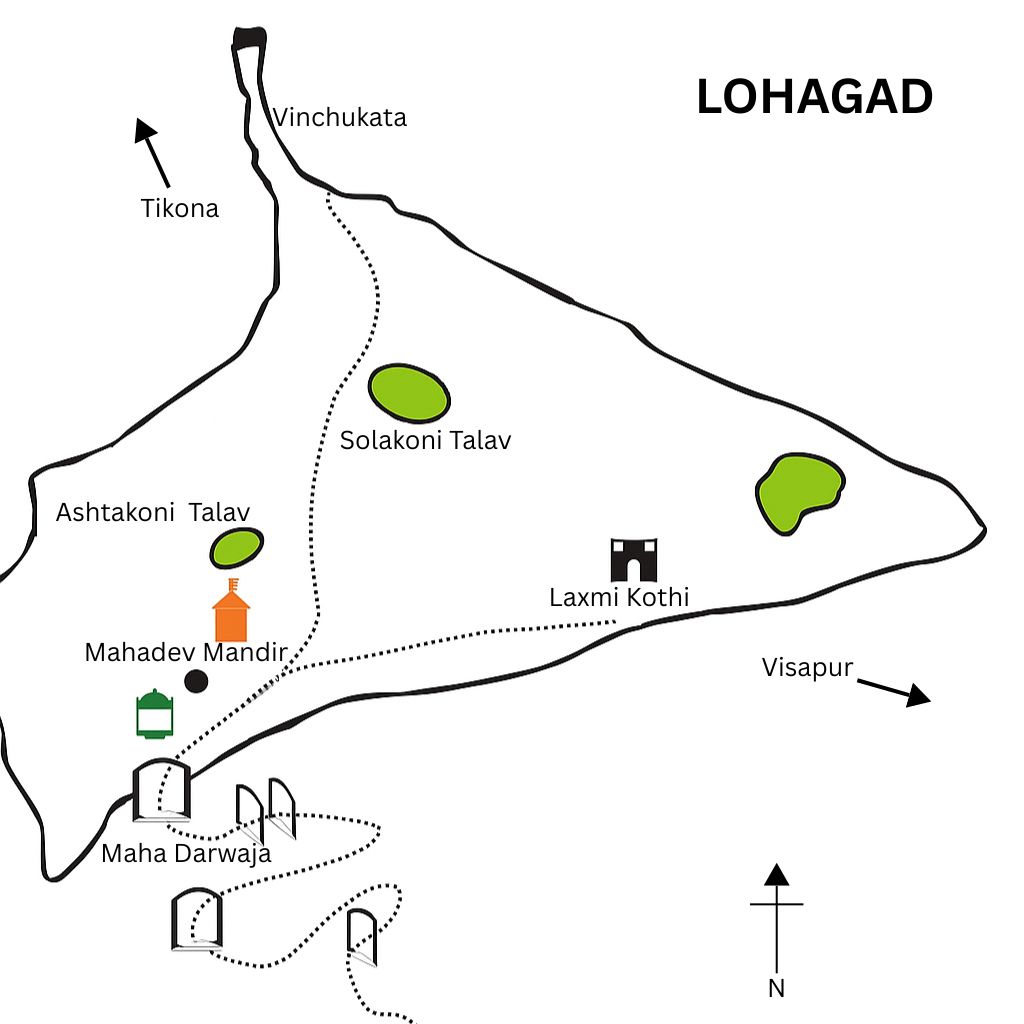 LOHAGAD
Vinchukata
Tikona
Solakoni Talav
Ashtakoni  Talav
Laxmi Kothi
Mahadev Mandir
Visapur
Maha Darwaja
N